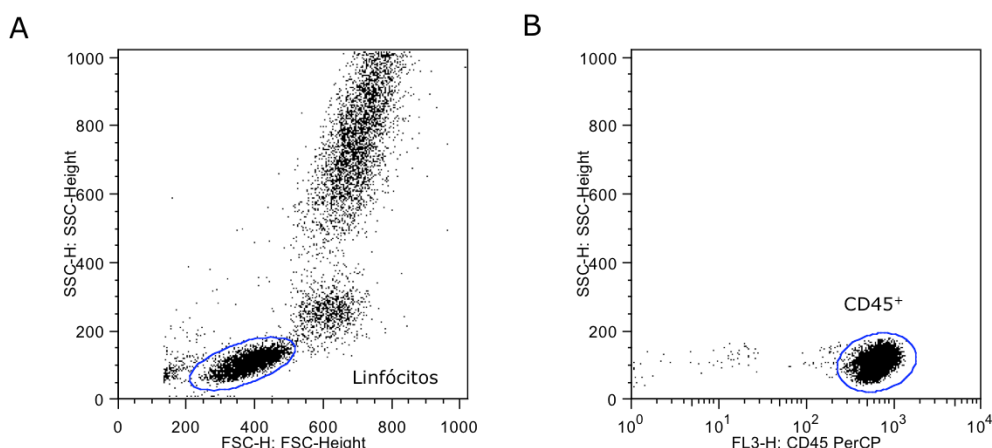 A
B
1000
800
600
400
200
0
SSC-H: SSC-Height
Linfócitos
0
200
400
600
800
1000
FSC-H: FSC-Height
1000
800
600
400
200
0
SSC-H: SSC-Height
CD45⁺
10⁰
10¹
10²
10³
10⁴
FL3-H: CD45 PerCP